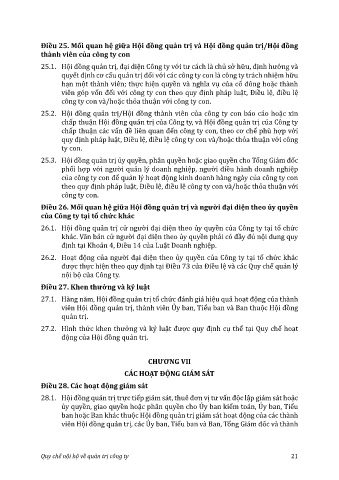 Điều 25. Mối quan hệ giữa Hội đồng quản trị và Hội đồng quản trị/Hội đồng
thành viên của công ty con
25.1. Hội đồng quản trị, đại diện Công ty với tư cách là chủ sở hữu, định hướng và
quyết định cơ cấu quản trị đối với các công ty con là công ty trách nhiệm hữu
hạn một thành viên; thực hiện quyền và nghĩa vụ của cổ đông hoặc thành
viên góp vốn đối với công ty con theo quy định pháp luật, Điều lệ, điều lệ
công ty con và/hoặc thỏa thuận với công ty con.
25.2. Hội đồng quản trị/Hội đồng thành viên của công ty con báo cáo hoặc xin
chấp thuận Hội đồng quản trị của Công ty, và Hội đồng quản trị của Công ty
chấp thuận các vấn đề liên quan đến công ty con, theo cơ chế phù hợp với
quy định pháp luật, Điều lệ, điều lệ công ty con và/hoặc thỏa thuận với công
ty con.
25.3. Hội đồng quản trị ủy quyền, phân quyền hoặc giao quyền cho Tổng Giám đốc
phối hợp với người quản lý doanh nghiệp, người điều hành doanh nghiệp
của công ty con để quản lý hoạt động kinh doanh hàng ngày của công ty con
theo quy định pháp luật, Điều lệ, điều lệ công ty con và/hoặc thỏa thuận với
công ty con.
Điều 26. Mối quan hệ giữa Hội đồng quản trị và người đại diện theo ủy quyền
của Công ty tại tổ chức khác
26.1. Hội đồng quản trị cử người đại diện theo ủy quyền của Công ty tại tổ chức
khác. Văn bản cử người đại diện theo ủy quyền phải có đầy đủ nội dung quy
định tại Khoản 4, Điều 14 của Luật Doanh nghiệp.
26.2. Hoạt động của người đại diện theo ủy quyền của Công ty tại tổ chức khác
được thực hiện theo quy định tại Điều 73 của Điều lệ và các Quy chế quản lý
nội bộ của Công ty.
Điều 27. Khen thưởng và kỷ luật
27.1. Hàng năm, Hội đồng quản trị tổ chức đánh giá hiệu quả hoạt động của thành
viên Hội đồng quản trị, thành viên Ủy ban, Tiểu ban và Ban thuộc Hội đồng
quản trị.
27.2. Hình thức khen thưởng và kỷ luật được quy định cụ thể tại Quy chế hoạt
động của Hội đồng quản trị.
CHƯƠNG VII
CÁC HOẠT ĐỘNG GIÁM SÁT
Điều 28. Các hoạt động giám sát
28.1. Hội đồng quản trị trực tiếp giám sát, thuê đơn vị tư vấn độc lập giám sát hoặc
ủy quyền, giao quyền hoặc phân quyền cho Ủy ban kiểm toán, Ủy ban, Tiểu
ban hoặc Ban khác thuộc Hội đồng quản trị giám sát hoạt động của các thành
viên Hội đồng quản trị, các Ủy ban, Tiểu ban và Ban, Tổng Giám đốc và thành
Quy chế nội bộ về quản trị công ty 21